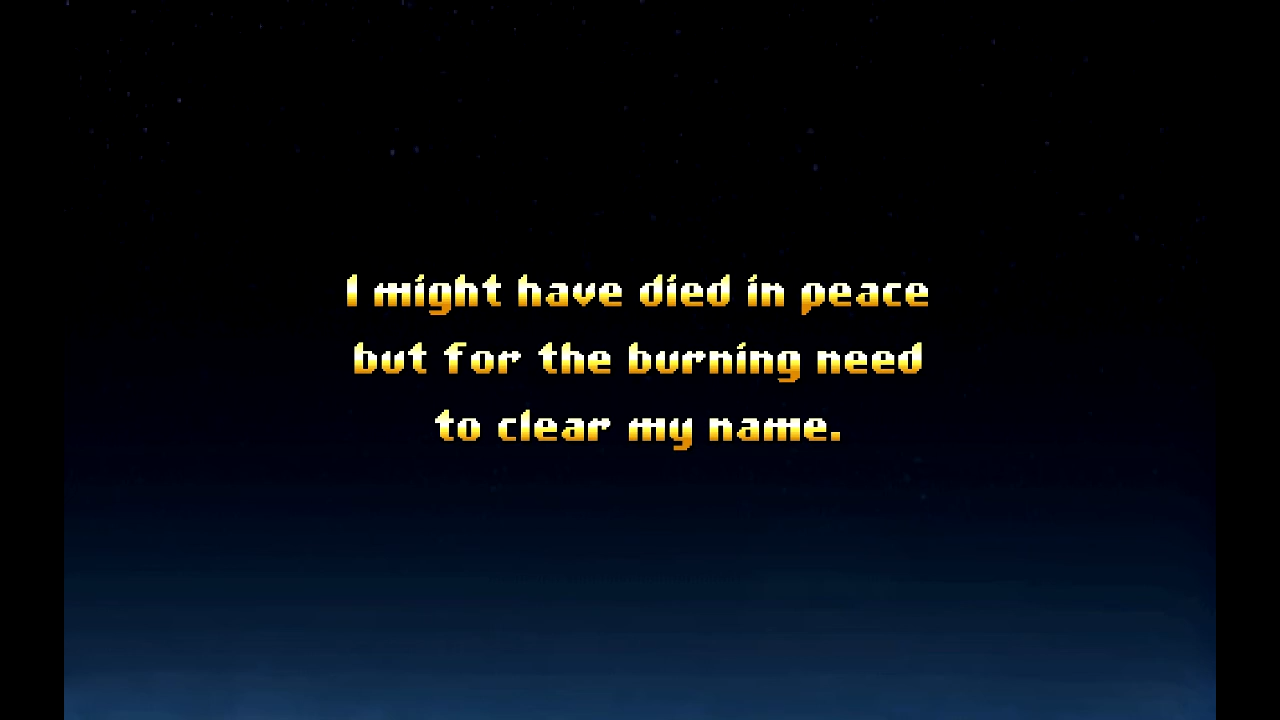 I might have died in peace
but for the burning need
to clear my name.